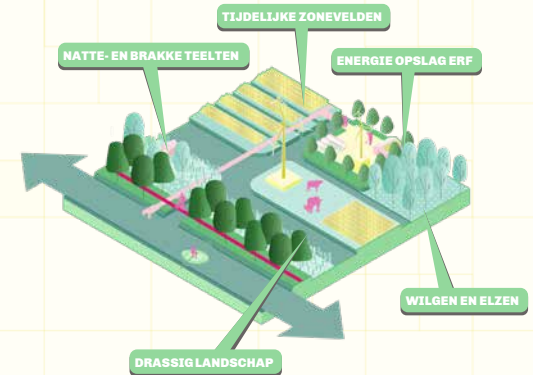 TIJDELIJKE ZONEVELDEN
NATTE- EN BRAKKE TEELTEN
ENERGIE OPSLAG ERF
WILGEN EN ELZEN
DRASSIG LANDSCHAP